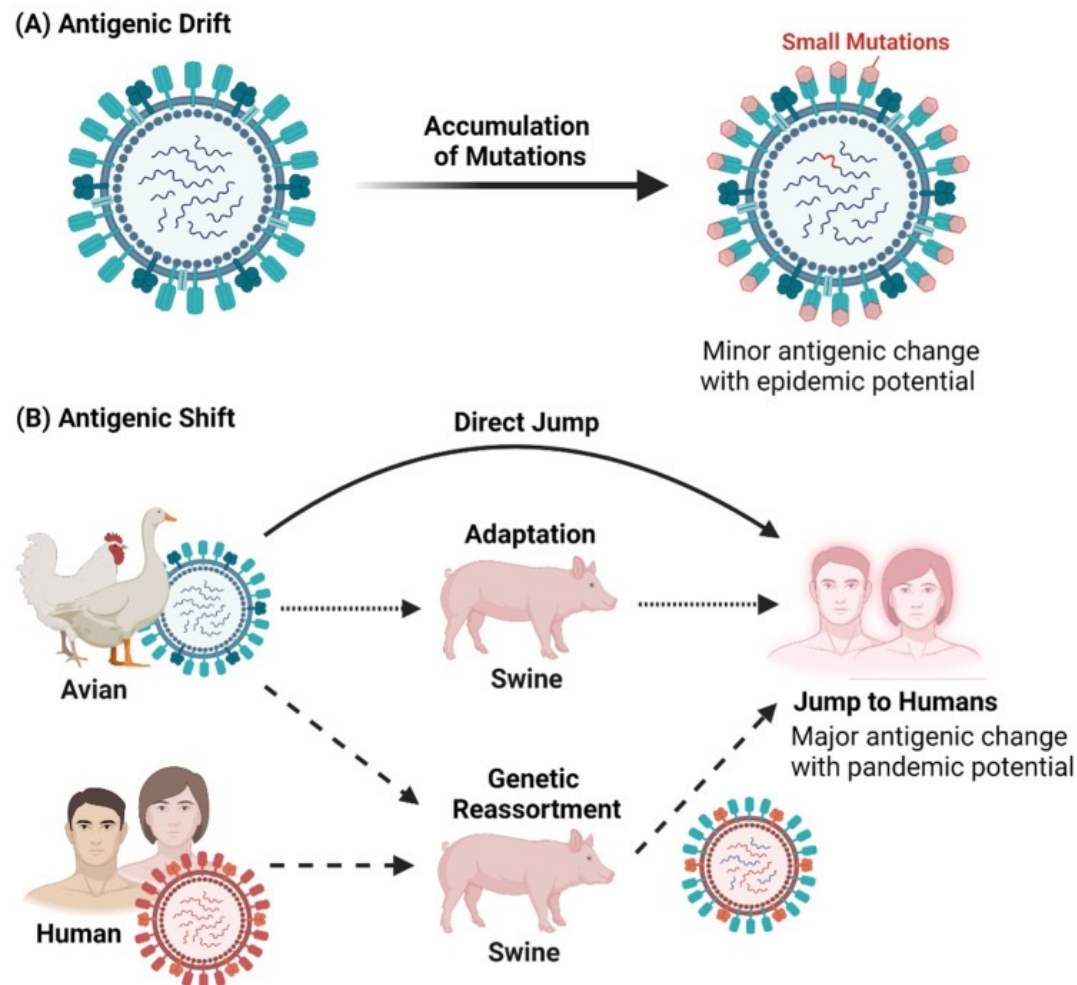 (A) Antigenic Drift
Small Mutations
Accumulation
of Mutations
Minor antigenic change
with epidemic potential
(B) Antigenic Shift
Direct Jump
Adaptation
Swine
Avian
Jump to Humans
Major antigenic change
with pandemic potential
Genetic
Reassortment
Human
Swine